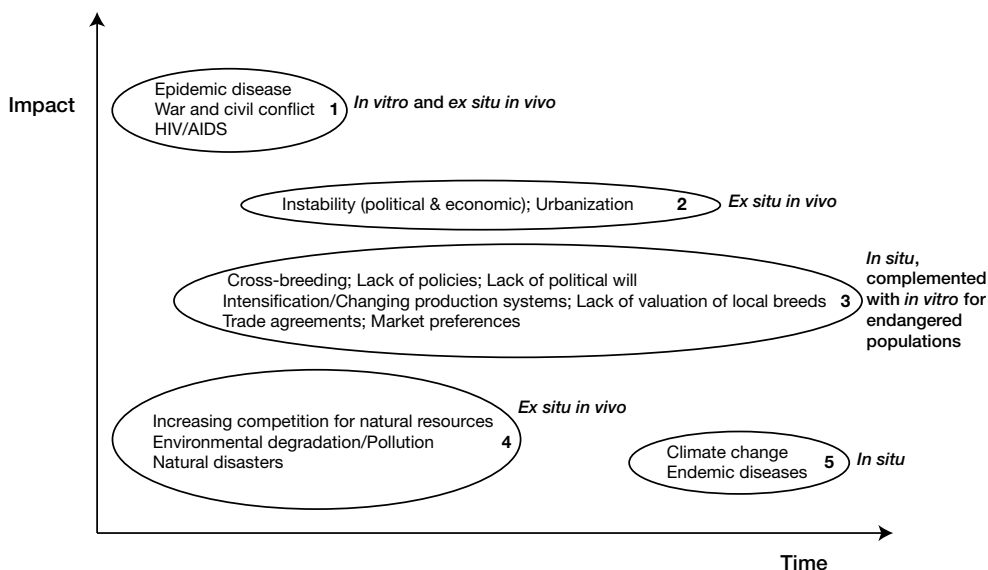 Impact
Epidemic disease
War and civil conflict 1
HIV/AIDS
In vitro and ex situ in vivo
Instability (political & economic); Urbanization 2
Ex situ in vivo
Cross-breeding; Lack of policies; Lack of political will
Intensification/Changing production systems; Lack of valuation of local breeds 3
Trade agreements; Market preferences
In situ,
complemented
with in vitro for
endangered
populations
Increasing competition for natural resources
Environmental degradation/Pollution 4
Natural disasters
Ex situ in vivo
Climate change
Endemic diseases 5
In situ
Time